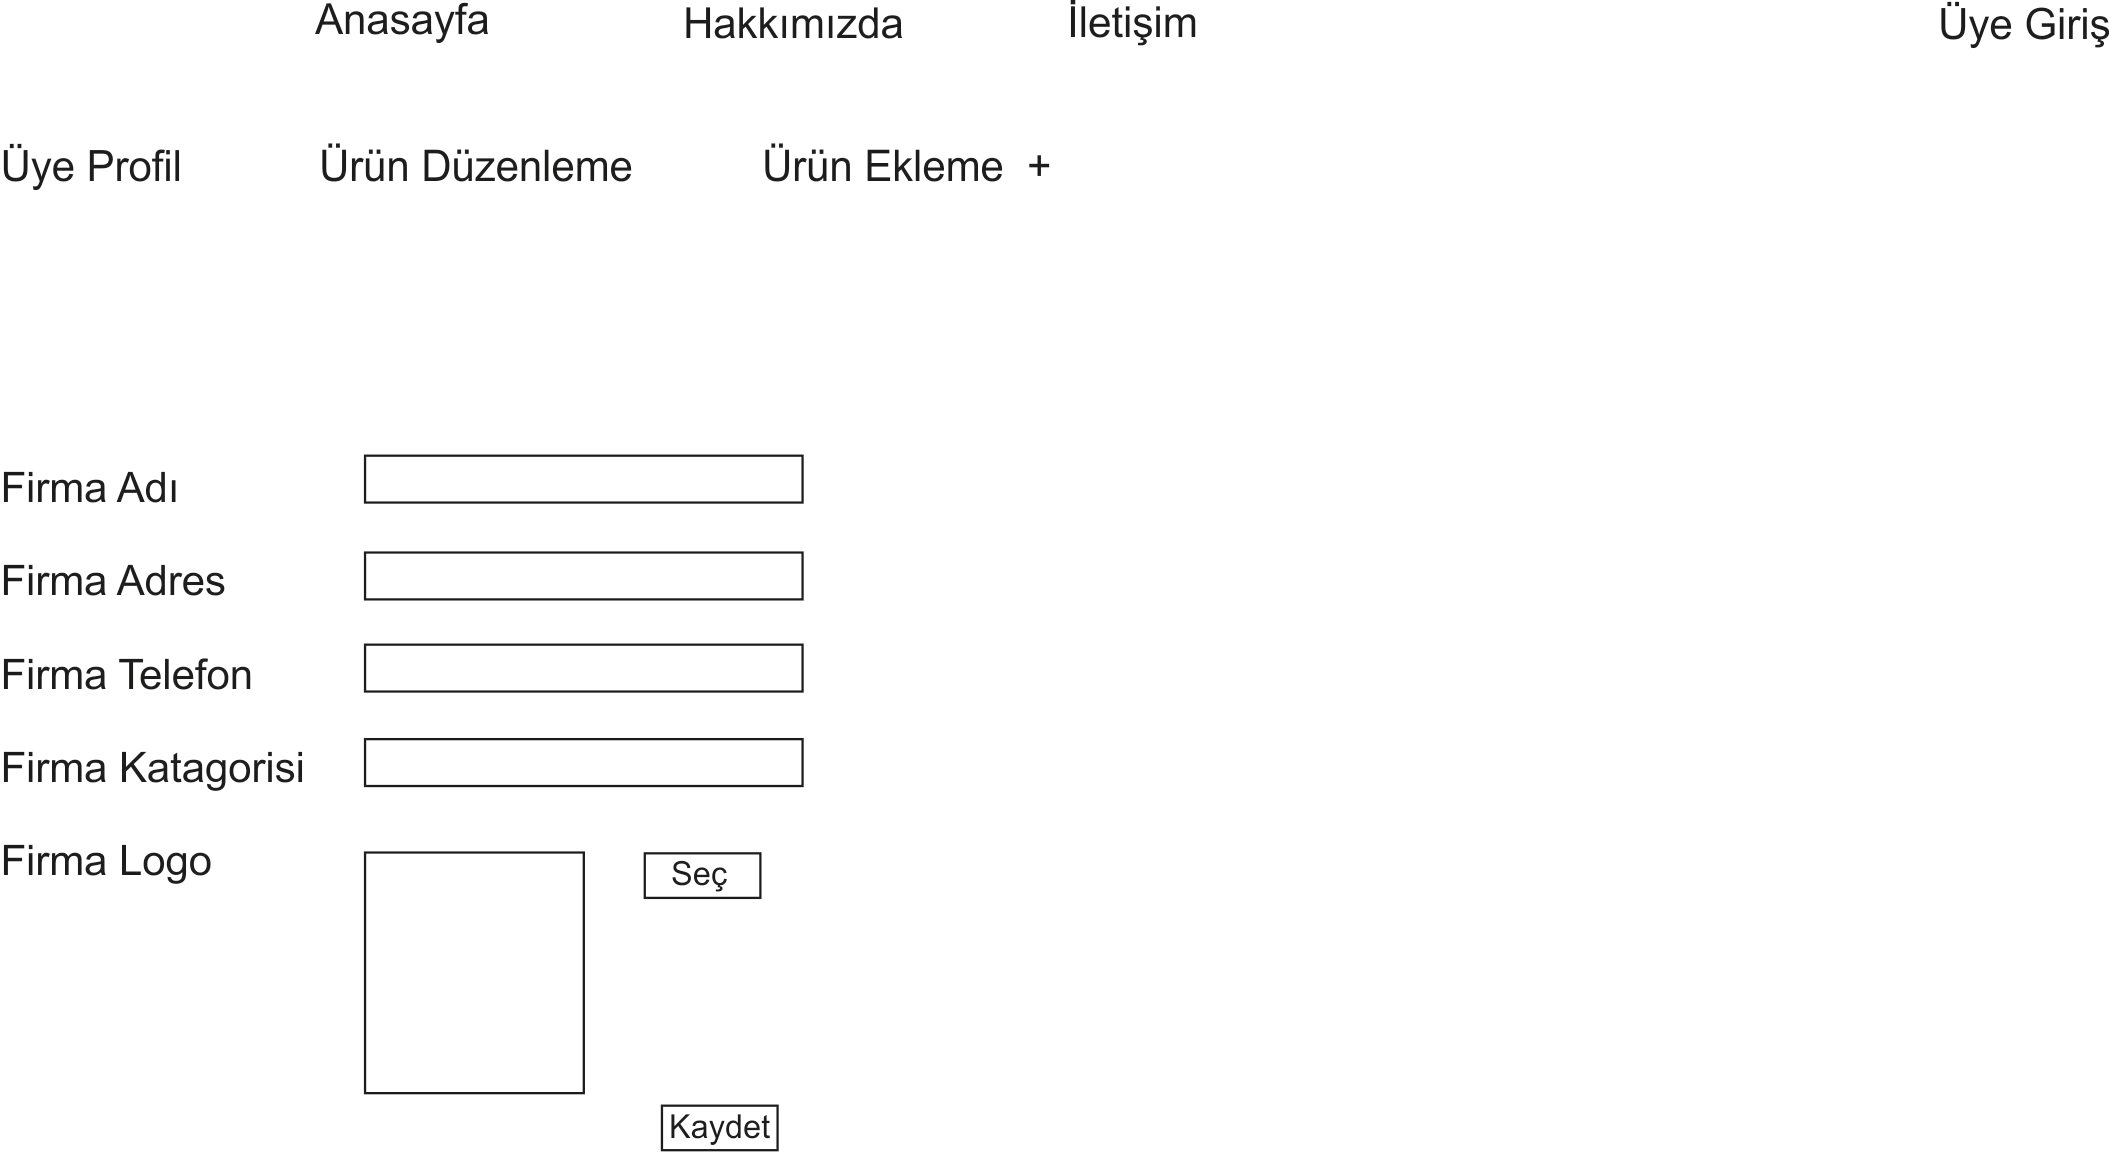 Anasayfa Hakkımızda İletişim Üye Giriş
Üye Profil Ürün Düzenleme Ürün Ekleme +
Firma Adı
Firma Adres
Firma Telefon
Firma Katagorisi
Firma Logo Seç
Kaydet